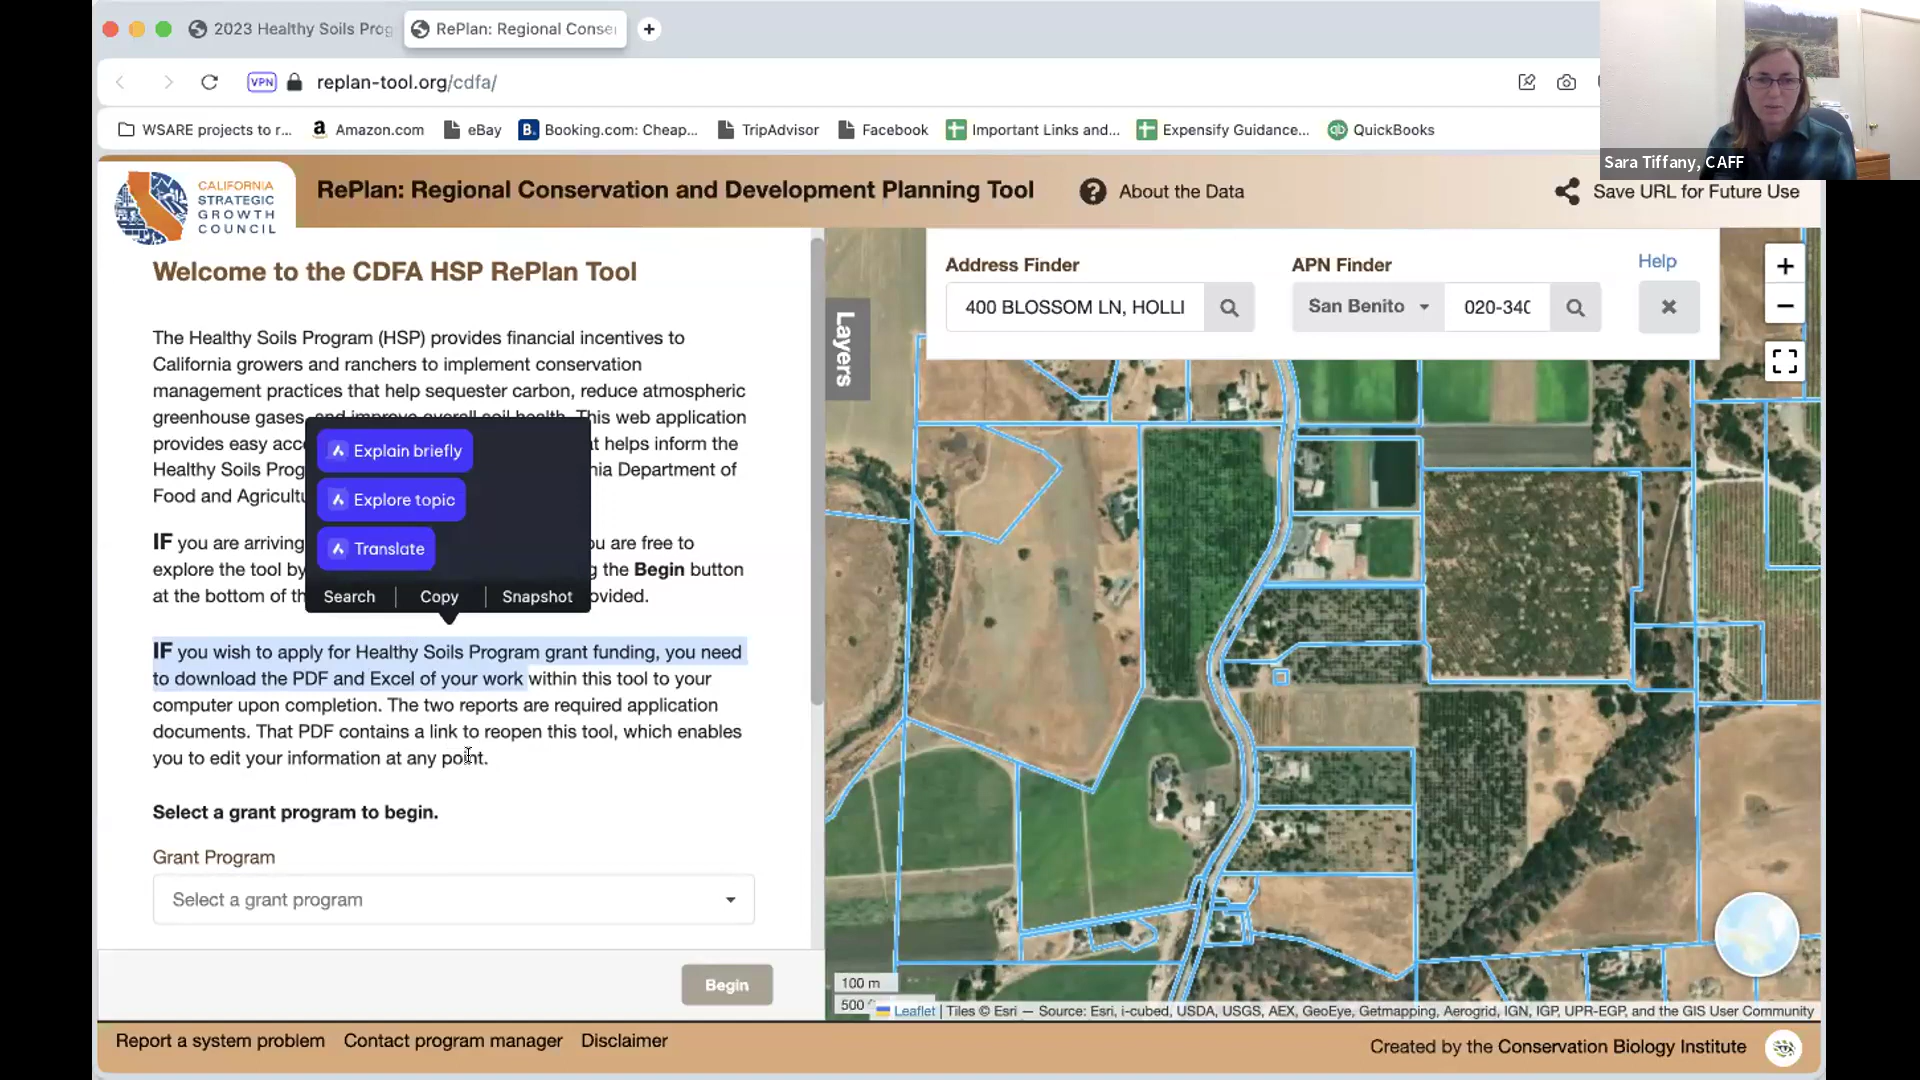 2023 Healthy Soils Prog
RePlan: Regional Conse
VPN
replan-tool.org/cdfa/
WSARE projects to r...
Amazon.com
eBay
Booking.com: Cheap...
TripAdvisor
Facebook
Important Links and...
Expensify Guidance...
QuickBooks
Sara Tiffany, CAFF
CALIFORNIA
STRATEGIC
GROWTH
COUNCIL
RePlan: Regional Conservation and Development Planning Tool
About the Data
Save URL for Future Use
Welcome to the CDFA HSP RePlan Tool
The Healthy Soils Program (HSP) provides financial incentives to
California growers and ranchers to implement conservation
management practices that help sequester carbon, reduce atmospheric
greenhouse gases, and improve overall soil health. This web application
provides easy acc t helps inform the
Healthy Soils Prog nia Department of
Food and Agricultu
Explain briefly
Explore topic
Translate
Search
Copy
Snapshot
IF you are arriving ou are free to
explore the tool by g the Begin button
at the bottom of th ovided.
IF you wish to apply for Healthy Soils Program grant funding, you need
to download the PDF and Excel of your work within this tool to your
computer upon completion. The two reports are required application
documents. That PDF contains a link to reopen this tool, which enables
you to edit your information at any point.
Select a grant program to begin.
Grant Program
Select a grant program
Begin
Layers
Address Finder
400 BLOSSOM LN, HOLLI
APN Finder
San Benito
020-340
Help
+
−
100 m
500
Leaflet | Tiles © Esri — Source: Esri, i-cubed, USDA, USGS, AEX, GeoEye, Getmapping, Aerogrid, IGN, IGP, UPR-EGP, and the GIS User Community
Report a system problem
Contact program manager
Disclaimer
Created by the Conservation Biology Institute